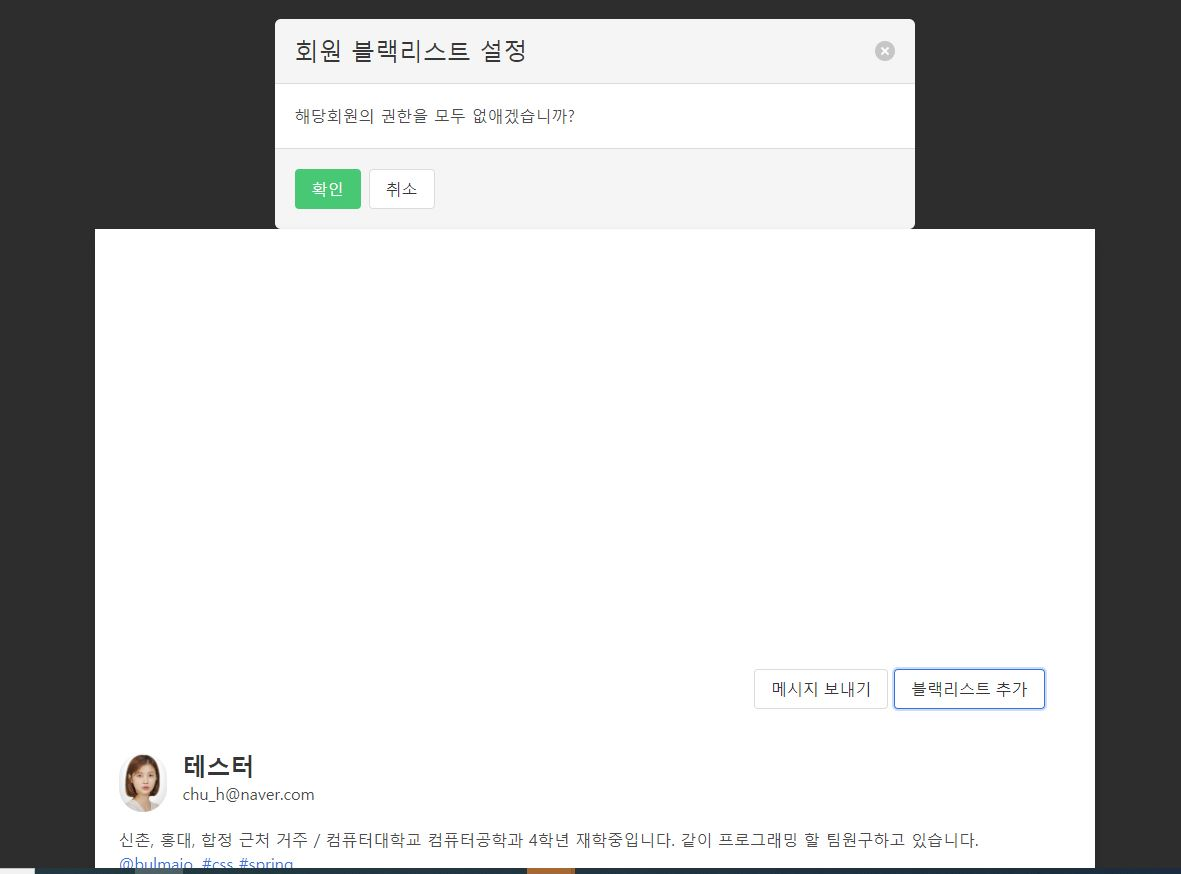 회원 블랙리스트 설정
해당회원의 권한을 모두 없애겠습니까?
확인 취소
메시지 보내기 블랙리스트 추가
테스터
chu_h@naver.com
신촌, 홍대, 합정 근처 거주 / 컴퓨터대학교 컴퓨터공학과 4학년 재학중입니다. 같이 프로그래밍 할 팀원구하고 있습니다.
@bulmaio. #css #spring